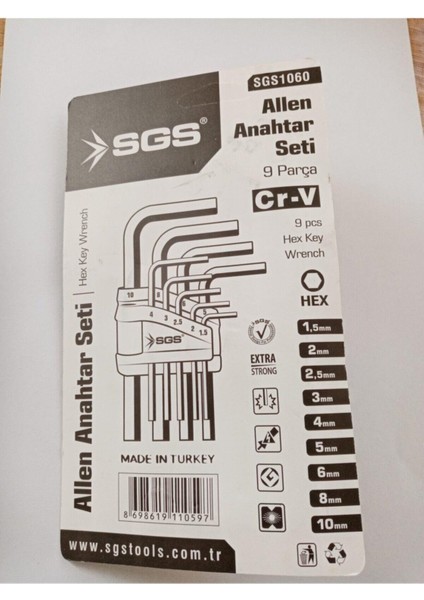 SGS1060
SGS®
Allen
Anahtar
Seti
9 Parça
Cr-V
9 pcs
Hex Key
Wrench
HEX
1,5mm
2mm
2,5mm
3mm
4mm
5mm
6mm
8mm
10mm
Allen Anahtar Seti | Hex Key Wrench
10
8
6
5
4 3 2.5 2 1.5
SGS
EXTRA
STRONG
MADE IN TURKEY
8 698619 110597
www.sgstools.com.tr